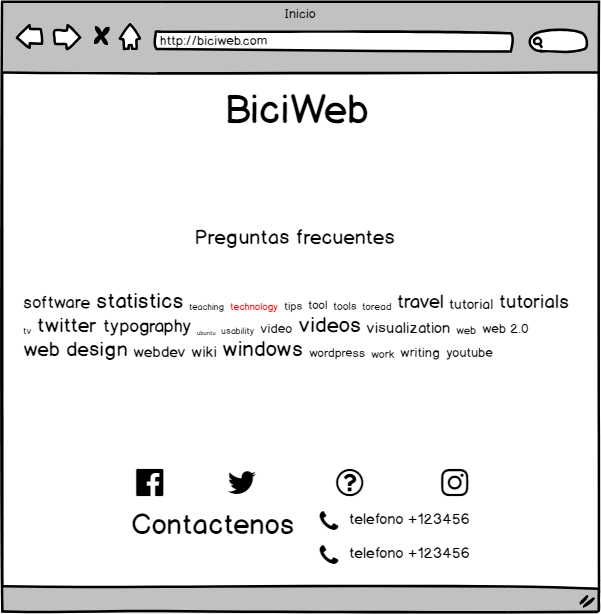 Inicio
http://biciweb.com
BiciWeb
Preguntas frecuentes
software statistics teaching technology tips tool tools toread travel tutorial tutorials
tv twitter typography ubuntu usability video videos visualization web web 2.0
web design webdev wiki windows wordpress work writing youtube
Contactenos
telefono +123456
telefono +123456